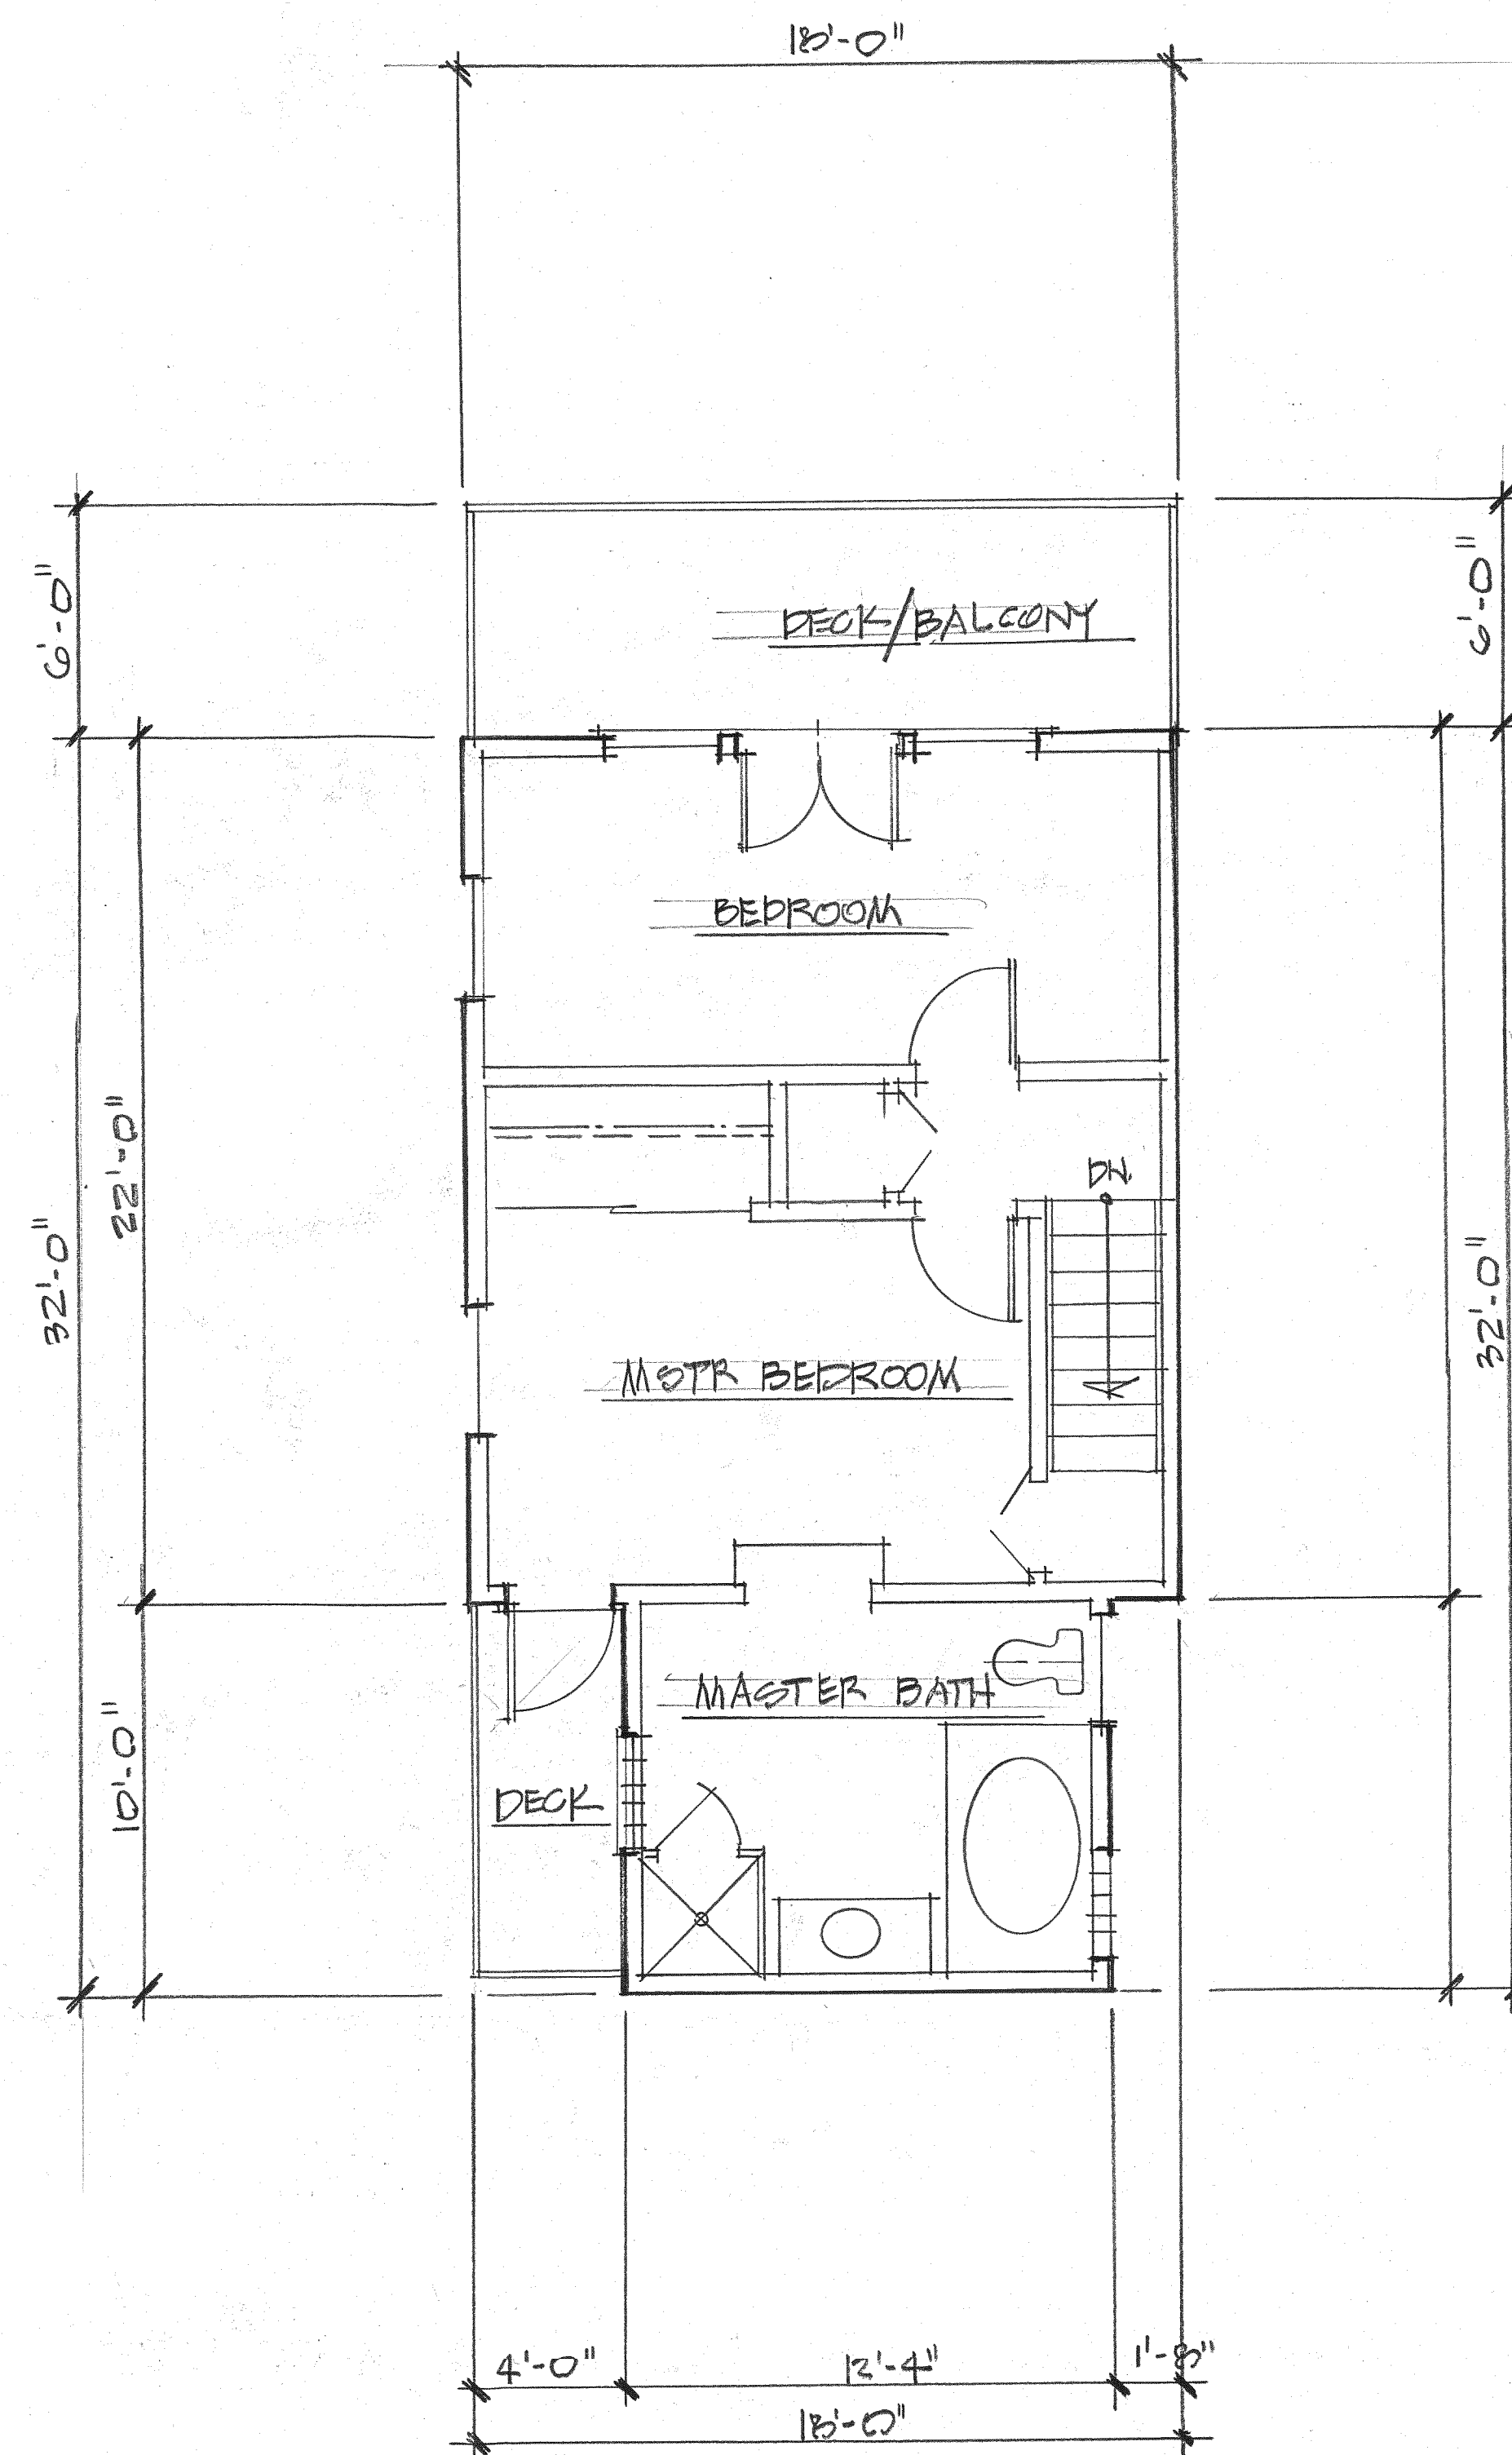 18'-0"
6'-0"
6'-0"
DECK/BALCONY
BEDROOM
22'-0"
32'-0"
DN.
32'-0"
MSTR BEDROOM
MASTER BATH
10'-0"
DECK
4'-0"
12'-4"
1'-8"
18'-0"